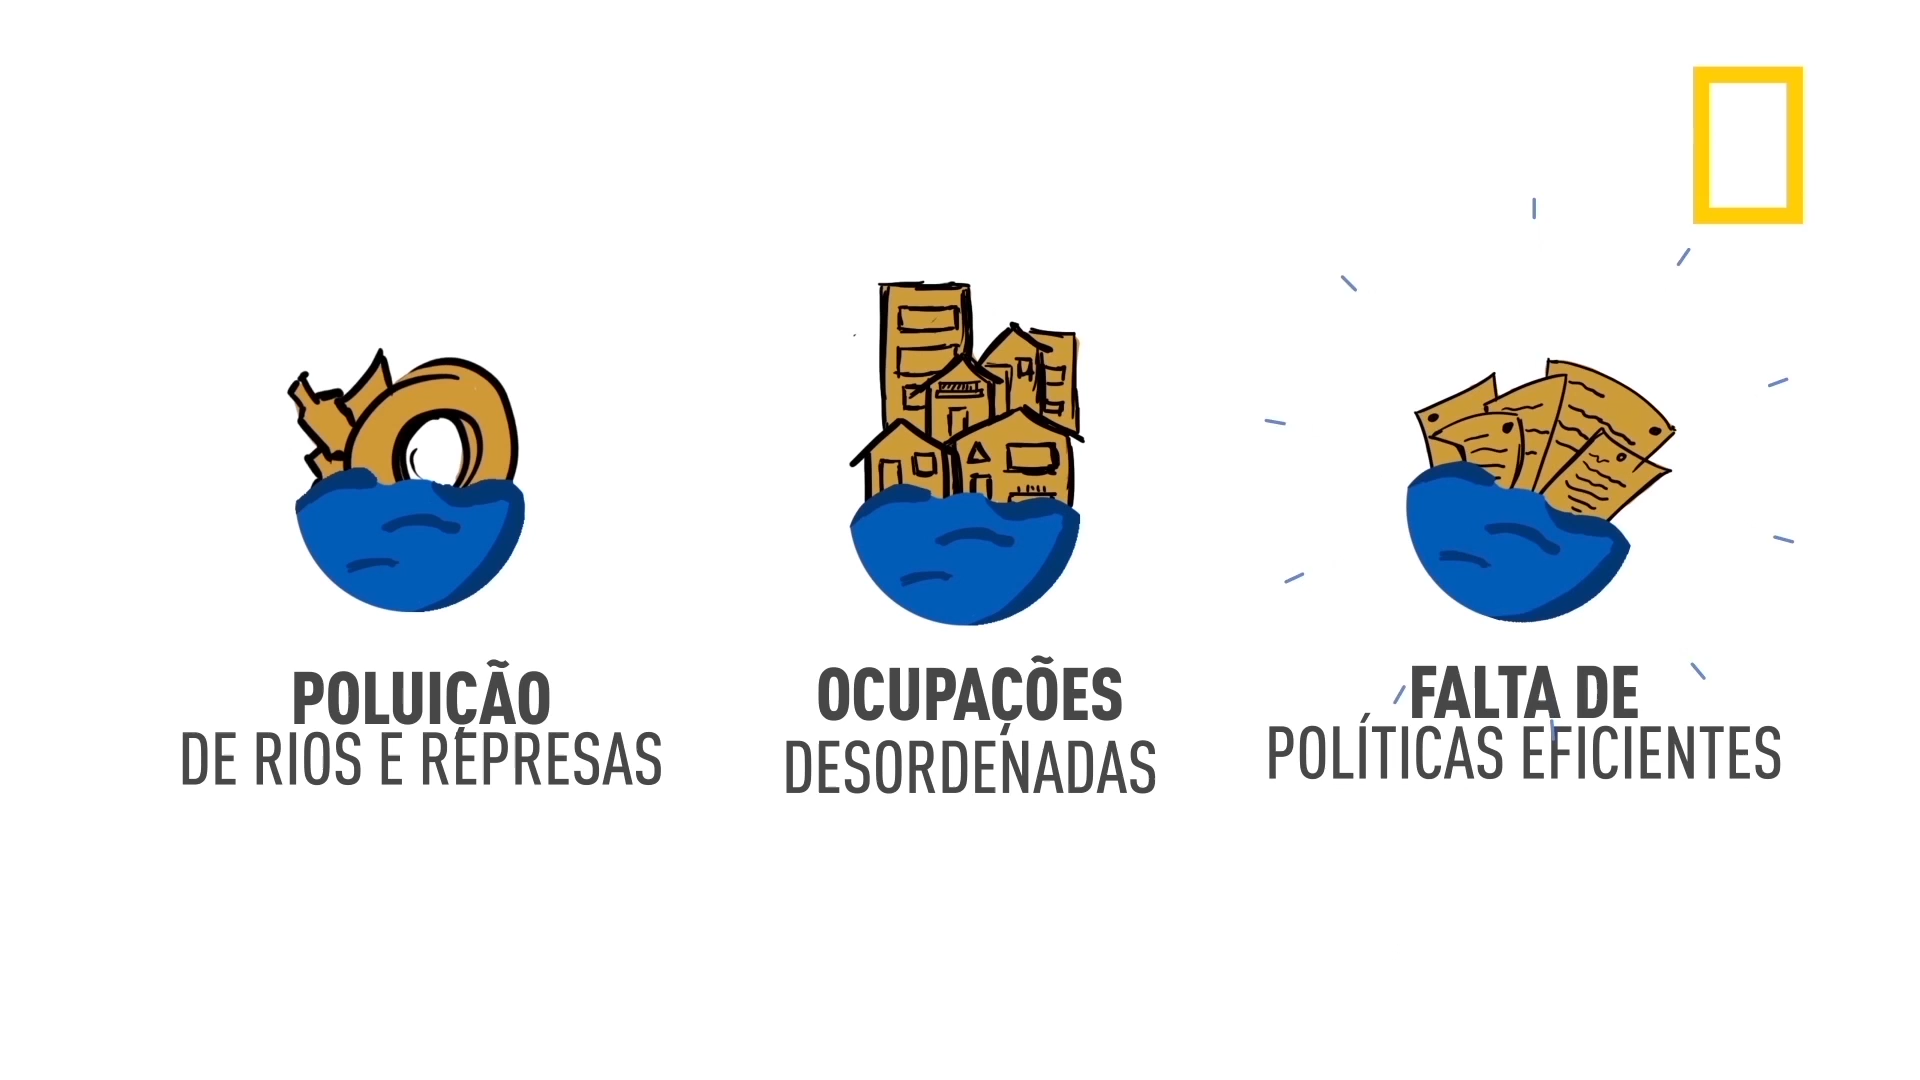 POLUIÇÃO
DE RIOS E REPRESAS
OCUPAÇÕES
DESORDENADAS
FALTA DE
POLÍTICAS EFICIENTES